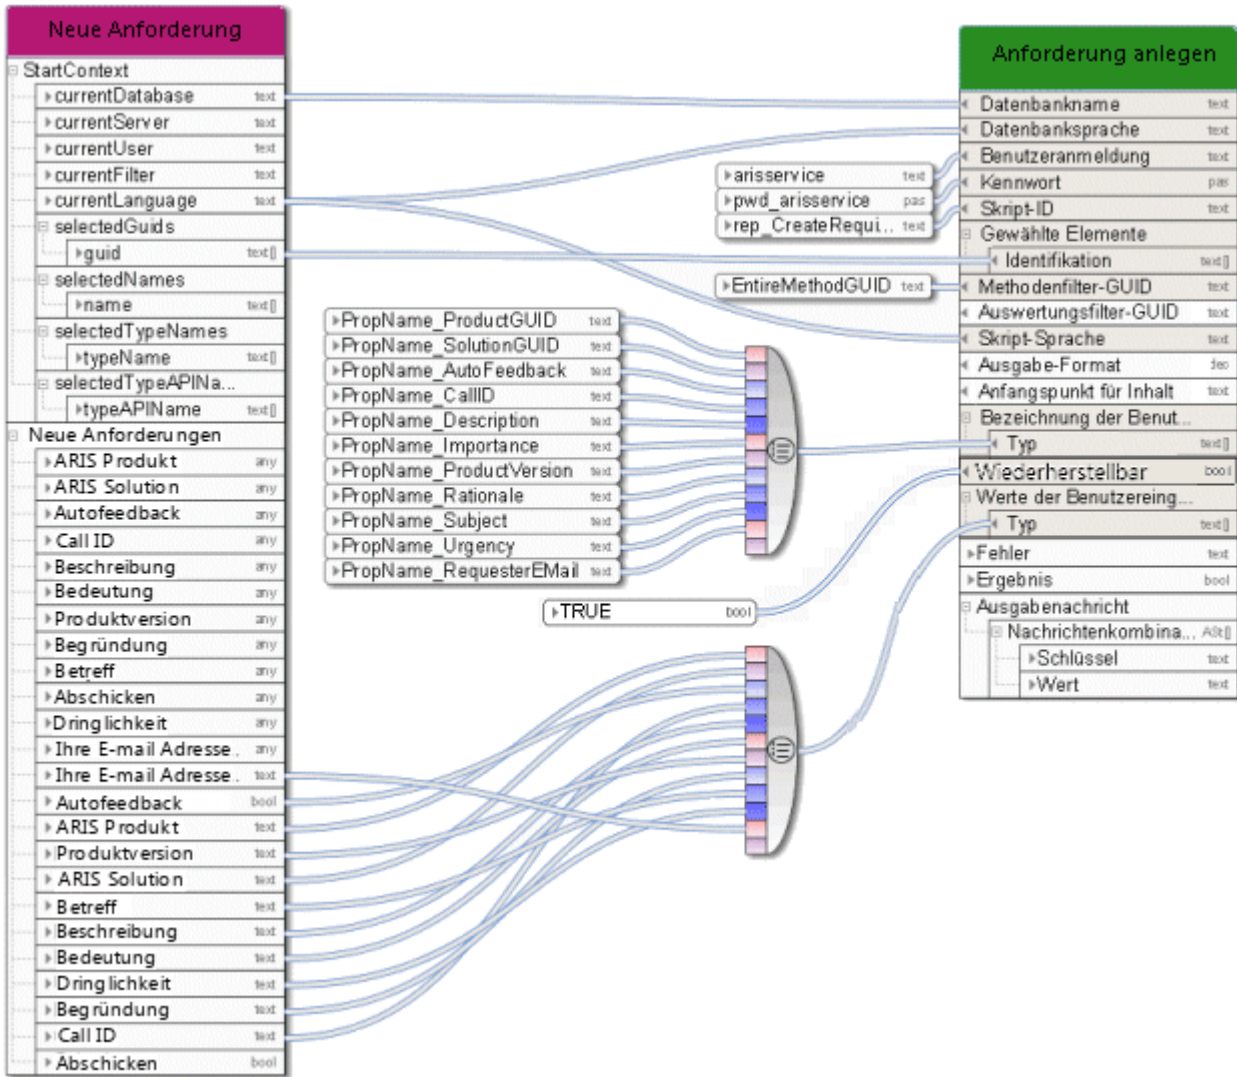 Neue Anforderung
StartContext
currentDatabase text
currentServer text
currentUser text
currentFilter text
currentLanguage text
selectedGuids
guid text[]
selectedNames
name text[]
selectedTypeNames
typeName text[]
selectedTypeAPINa...
typeAPIName text[]
Neue Anforderungen
ARIS Produkt any
ARIS Solution any
Autofeedback any
Call ID any
Beschreibung any
Bedeutung any
Produktversion any
Begründung any
Betreff any
Abschicken any
Dringlichkeit any
Ihre E-mail Adresse. any
Ihre E-mail Adresse. text
Autofeedback bool
ARIS Produkt text
Produktversion text
ARIS Solution text
Betreff text
Beschreibung text
Bedeutung text
Dringlichkeit text
Begründung text
Call ID text
Abschicken bool
arisservice text
pwd_arisservice pas
rep_CreateRequi... text
EntireMethodGUID text
PropName_ProductGUID text
PropName_SolutionGUID text
PropName_AutoFeedback text
PropName_CallID text
PropName_Description text
PropName_Importance text
PropName_ProductVersion text
PropName_Rationale text
PropName_Subject text
PropName_Urgency text
PropName_RequesterEMail text
TRUE bool
Anforderung anlegen
Datenbankname text
Datenbanksprache text
Benutzeranmeldung text
Kennwort pas
Skript-ID text
Gewählte Elemente
Identifikation text[]
Methodenfilter-GUID text
Auswertungsfilter-GUID text
Skript-Sprache text
Ausgabe-Format
Anfangspunkt für Inhalt text
Bezeichnung der Benut...
Typ text[]
Wiederherstellbar bool
Werte der Benutzereing...
Typ text[]
Fehler text
Ergebnis bool
Ausgabenachricht
Nachrichtenkombina...
Schlüssel text
Wert text